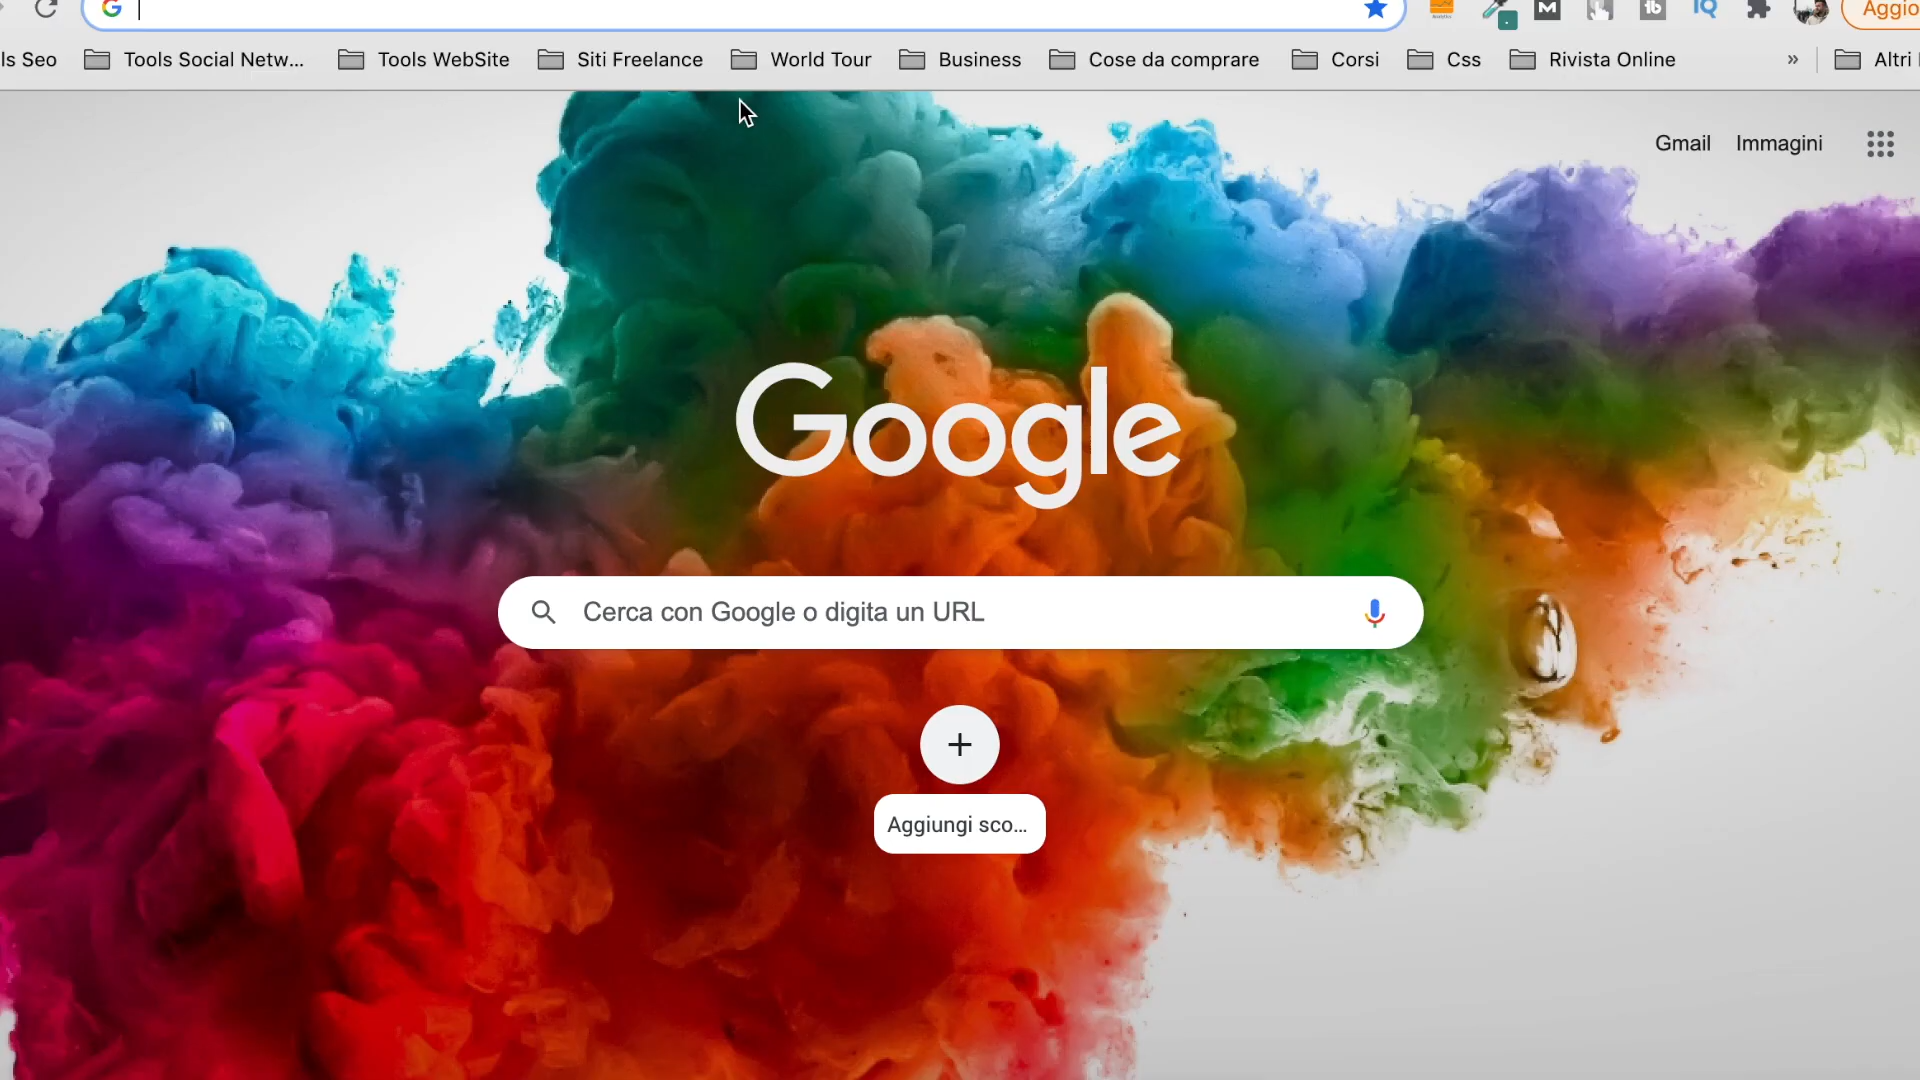 Aggio
ls Seo Tools Social Netw... Tools WebSite Siti Freelance World Tour Business Cose da comprare Corsi Css Rivista Online » Altri
Gmail Immagini
Google
Cerca con Google o digita un URL
Aggiungi sco...